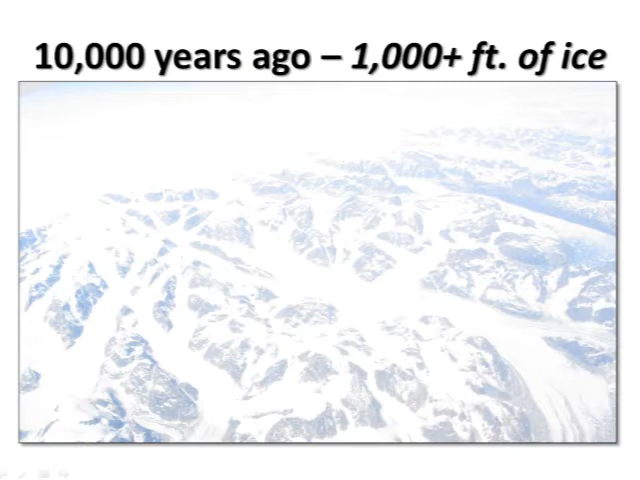 10,000 years ago – 1,000+ ft. of ice